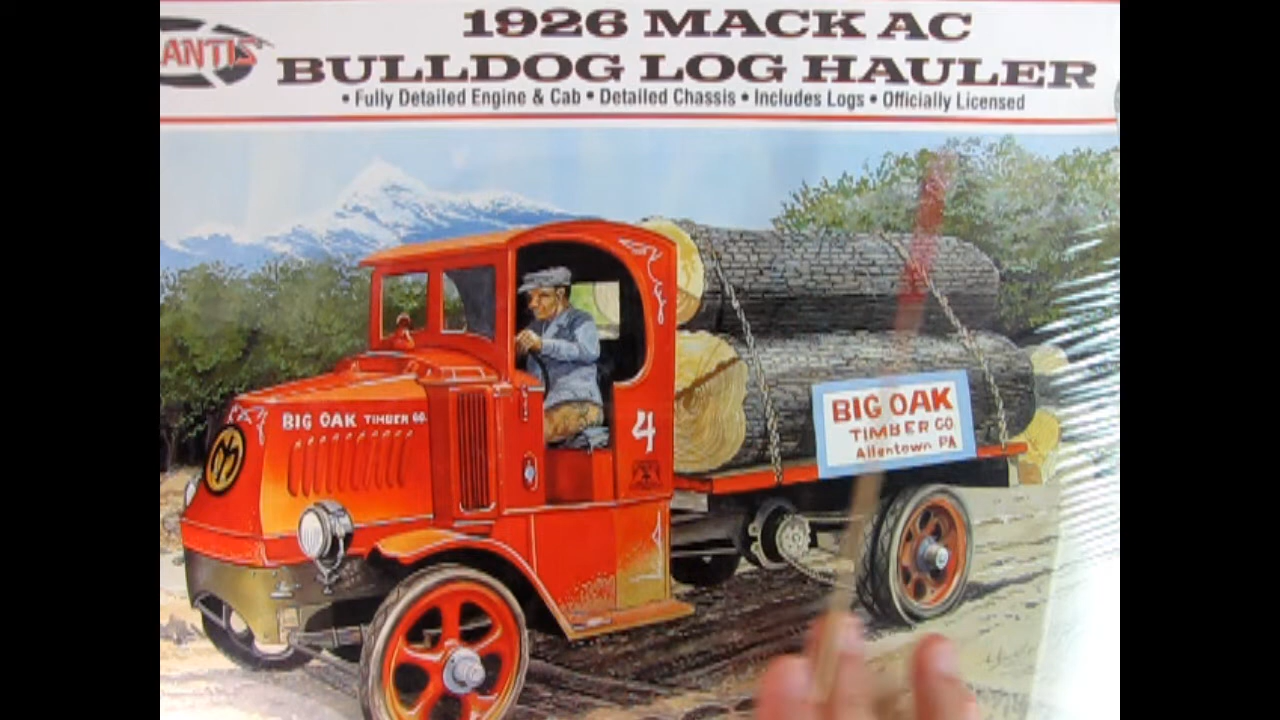 1926 MACK AC
ANTIS
BULLDOG LOG HAULER
• Fully Detailed Engine & Cab • Detailed Chassis • Includes Logs • Officially Licensed
BIG OAK TIMBER CO.
4
BIG OAK
TIMBER CO.
Allentown PA